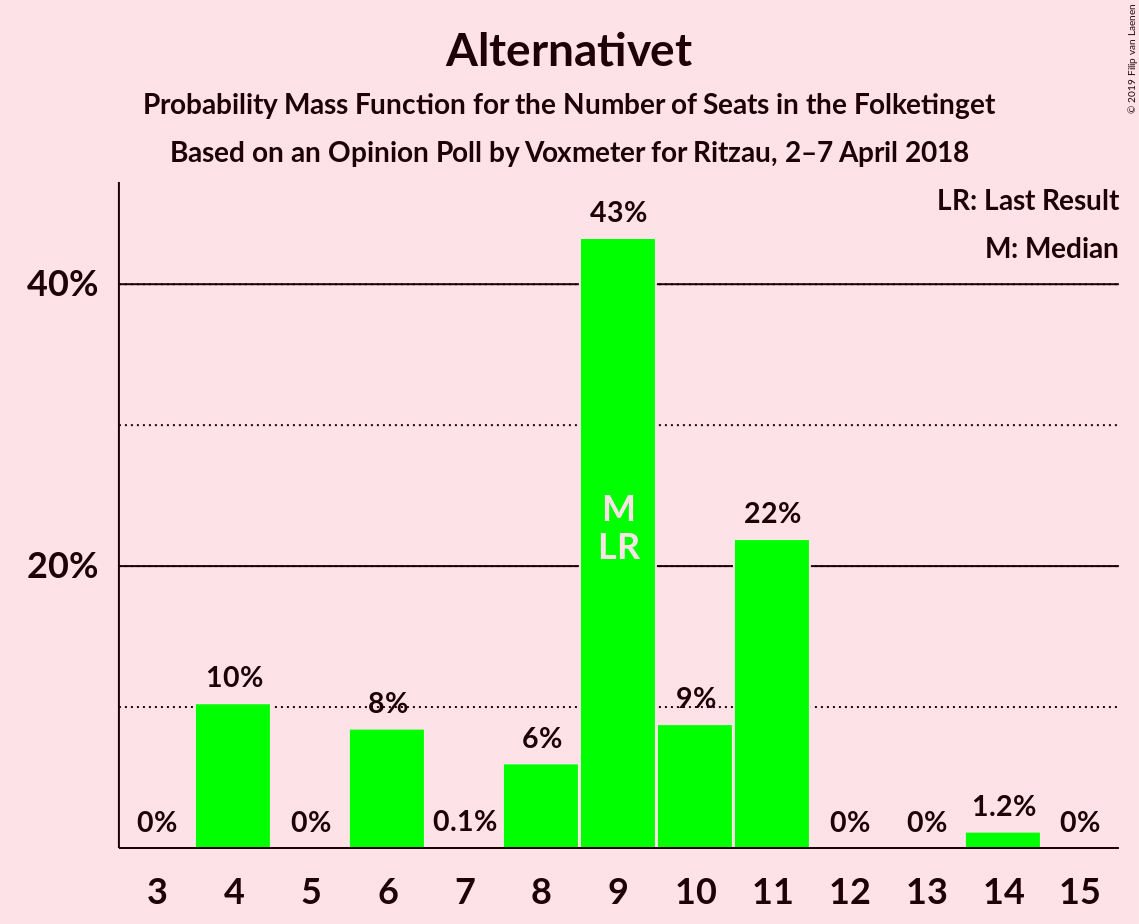 Alternativet
Probability Mass Function for the Number of Seats in the Folketinget
Based on an Opinion Poll by Voxmeter for Ritzau, 2–7 April 2018
© 2019 Filip van Laenen
LR: Last Result
M: Median
40%
20%
0%
10%
0%
8%
0.1%
6%
43%
M
LR
9%
22%
0%
0%
1.2%
0%
3 4 5 6 7 8 9 10 11 12 13 14 15